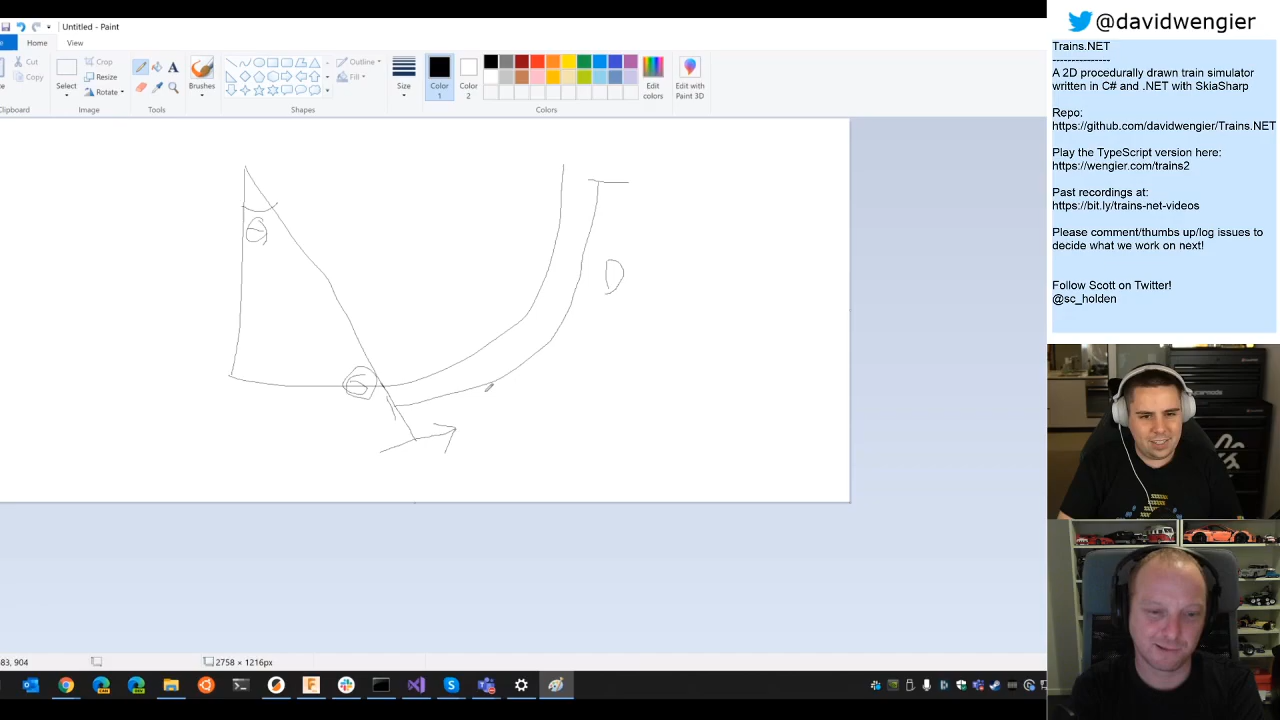 Untitled - Paint
Home View
Cut
Copy
Clipboard
Select
Crop
Resize
Rotate
Image
Tools
Brushes
Shapes
Outline
Fill
Size
Color
1
Color
2
Colors
Edit
colors
Edit with
Paint 3D
@davidwengier
Trains.NET
--------------
A 2D procedurally drawn train simulator
written in C# and .NET with SkiaSharp
Repo:
https://github.com/davidwengier/Trains.NET
Play the TypeScript version here:
https://wengier.com/trains2
Past recordings at:
https://bit.ly/trains-net-videos
Please comment/thumbs up/log issues to
decide what we work on next!
Follow Scott on Twitter!
@sc_holden
D
83, 904
2758 × 1216px